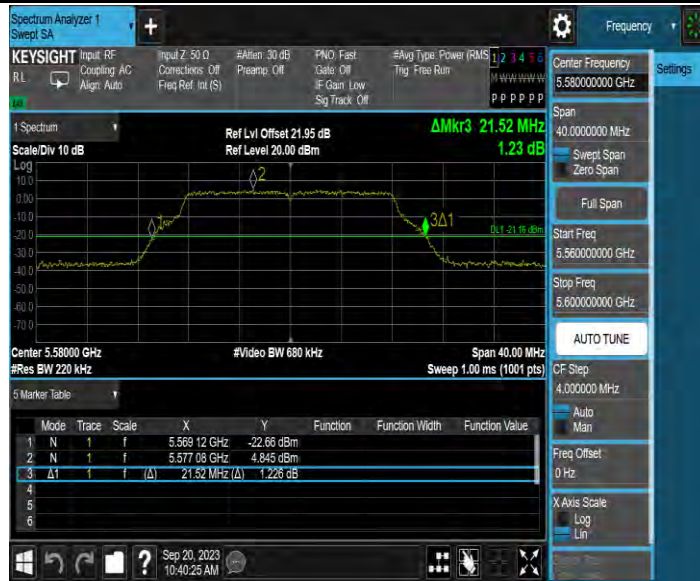 Spectrum Analyzer 1
Swept SA
+
Frequency
KEYSIGHT
RL
Input: RF
Coupling: AC
Align: Auto
Input Z: 50 Ω
Corrections: Off
Freq Ref: Int (S)
#Atten: 30 dB
Preamp: Off
PNO: Fast
Gate: Off
IF Gain: Low
Sig Track: Off
#Avg Type: Power (RMS
Trig: Free Run
1 2 3 4 5 6
M W W W W W
P P P P P P
1 Spectrum
Scale/Div 10 dB
Ref Lvl Offset 21.95 dB
Ref Level 20.00 dBm
ΔMkr3 21.52 MHz
1.23 dB
Log
10.0
0.00
-10.0
-20.0
-30.0
-40.0
-50.0
-60.0
-70.0
2
1
3Δ1
DL1 -21.16 dBm
Center 5.58000 GHz
#Res BW 220 kHz
#Video BW 680 kHz
Span 40.00 MHz
Sweep 1.00 ms (1001 pts)
5 Marker Table
Mode Trace Scale X Y Function Function Width Function Value
1 N 1 f 5.569 12 GHz -22.66 dBm
2 N 1 f 5.577 08 GHz 4.845 dBm
3 Δ1 1 f (Δ) 21.52 MHz (Δ) 1.226 dB
4
5
6
Sep 20, 2023
10:40:25 AM
?
Center Frequency
5.580000000 GHz
Settings
Span
40.0000000 MHz
Swept Span
Zero Span
Full Span
Start Freq
5.560000000 GHz
Stop Freq
5.600000000 GHz
AUTO TUNE
CF Step
4.000000 MHz
Auto
Man
Freq Offset
0 Hz
X Axis Scale
Log
Lin